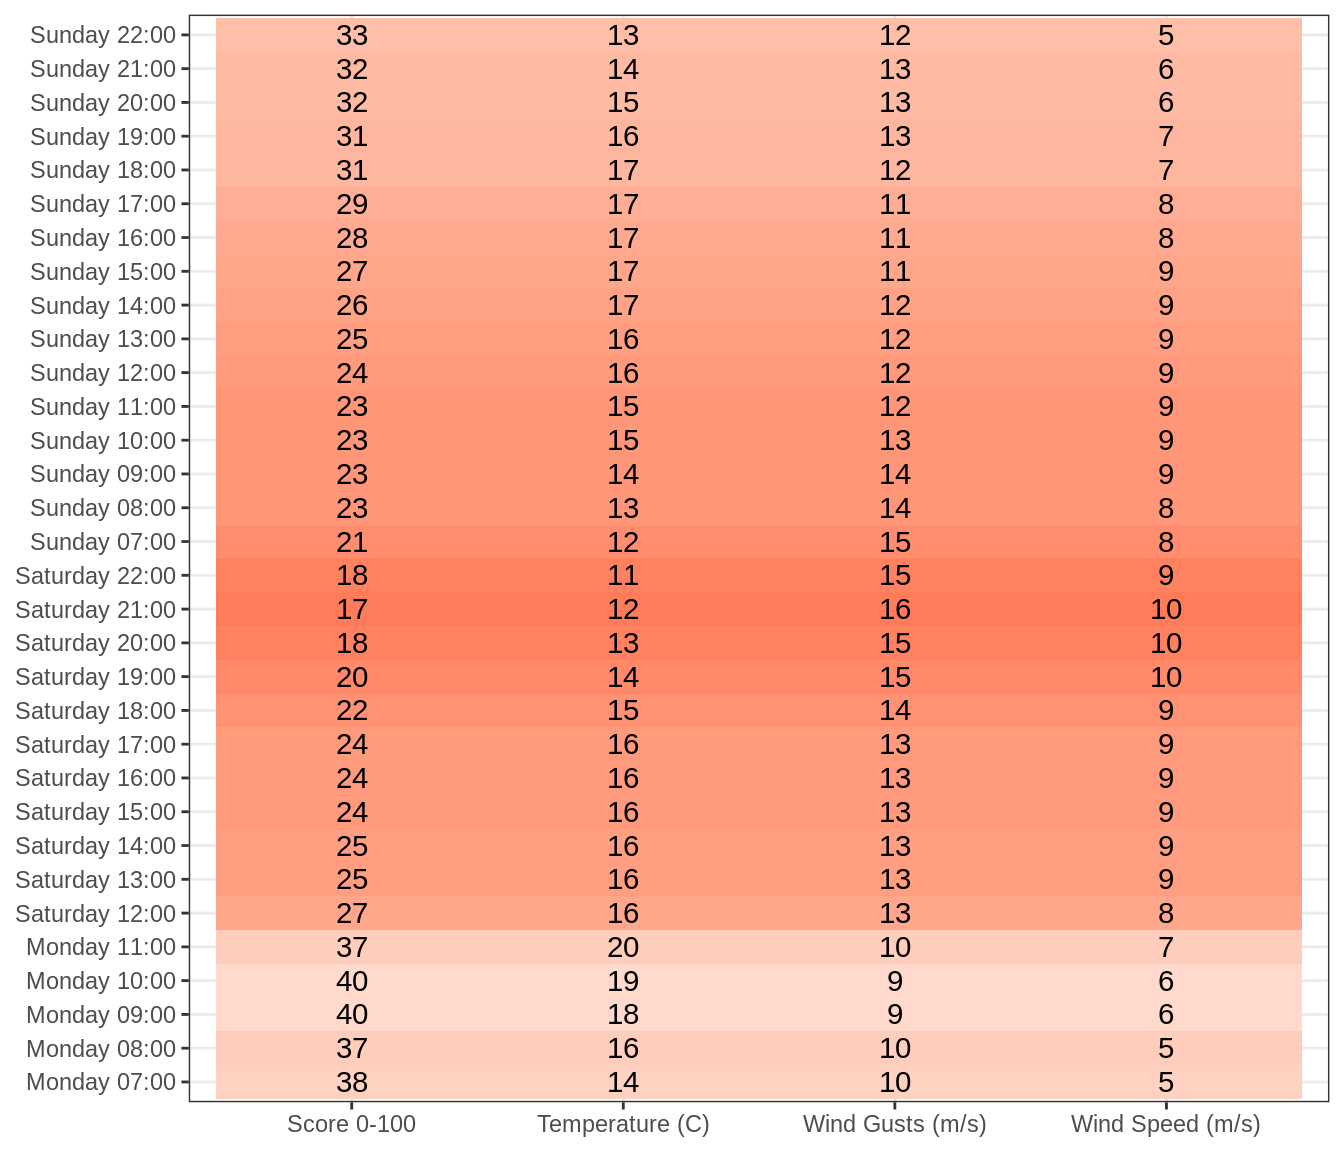 Sunday 22:00 33 13 12 5
Sunday 21:00 32 14 13 6
Sunday 20:00 32 15 13 6
Sunday 19:00 31 16 13 7
Sunday 18:00 31 17 12 7
Sunday 17:00 29 17 11 8
Sunday 16:00 28 17 11 8
Sunday 15:00 27 17 11 9
Sunday 14:00 26 17 12 9
Sunday 13:00 25 16 12 9
Sunday 12:00 24 16 12 9
Sunday 11:00 23 15 12 9
Sunday 10:00 23 15 13 9
Sunday 09:00 23 14 14 9
Sunday 08:00 23 13 14 8
Sunday 07:00 21 12 15 8
Saturday 22:00 18 11 15 9
Saturday 21:00 17 12 16 10
Saturday 20:00 18 13 15 10
Saturday 19:00 20 14 15 10
Saturday 18:00 22 15 14 9
Saturday 17:00 24 16 13 9
Saturday 16:00 24 16 13 9
Saturday 15:00 24 16 13 9
Saturday 14:00 25 16 13 9
Saturday 13:00 25 16 13 9
Saturday 12:00 27 16 13 8
Monday 11:00 37 20 10 7
Monday 10:00 40 19 9 6
Monday 09:00 40 18 9 6
Monday 08:00 37 16 10 5
Monday 07:00 38 14 10 5
Score 0-100 Temperature (C) Wind Gusts (m/s) Wind Speed (m/s)